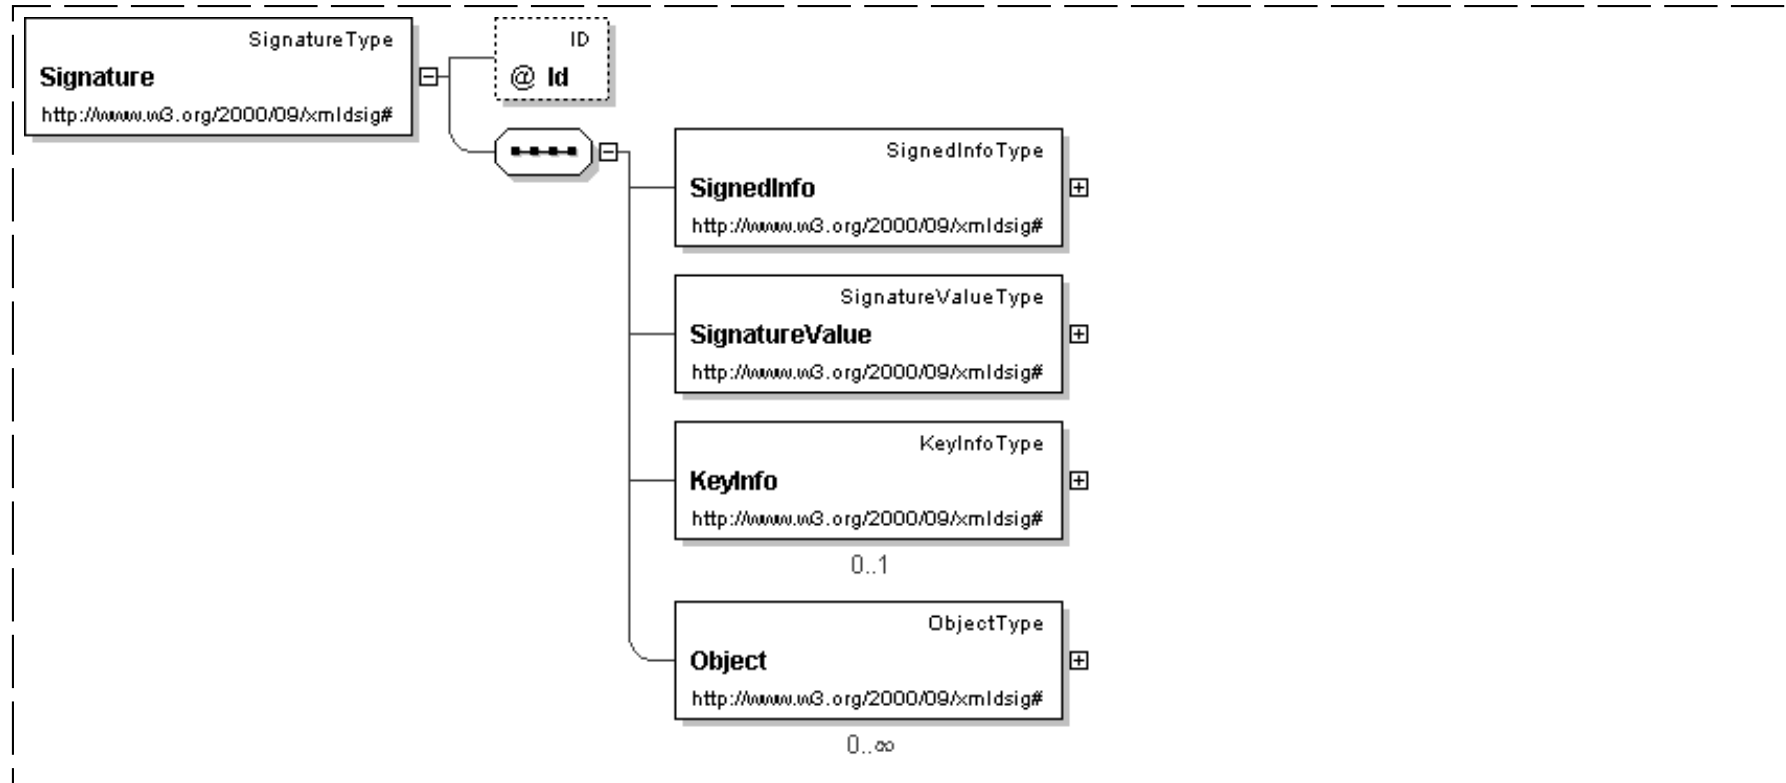 SignatureType
Signature
http://www.w3.org/2000/09/xmldsig#
ID
@ Id
SignedInfoType
SignedInfo
http://www.w3.org/2000/09/xmldsig#
SignatureValueType
SignatureValue
http://www.w3.org/2000/09/xmldsig#
KeyInfoType
KeyInfo
http://www.w3.org/2000/09/xmldsig#
0..1
ObjectType
Object
http://www.w3.org/2000/09/xmldsig#
0..∞